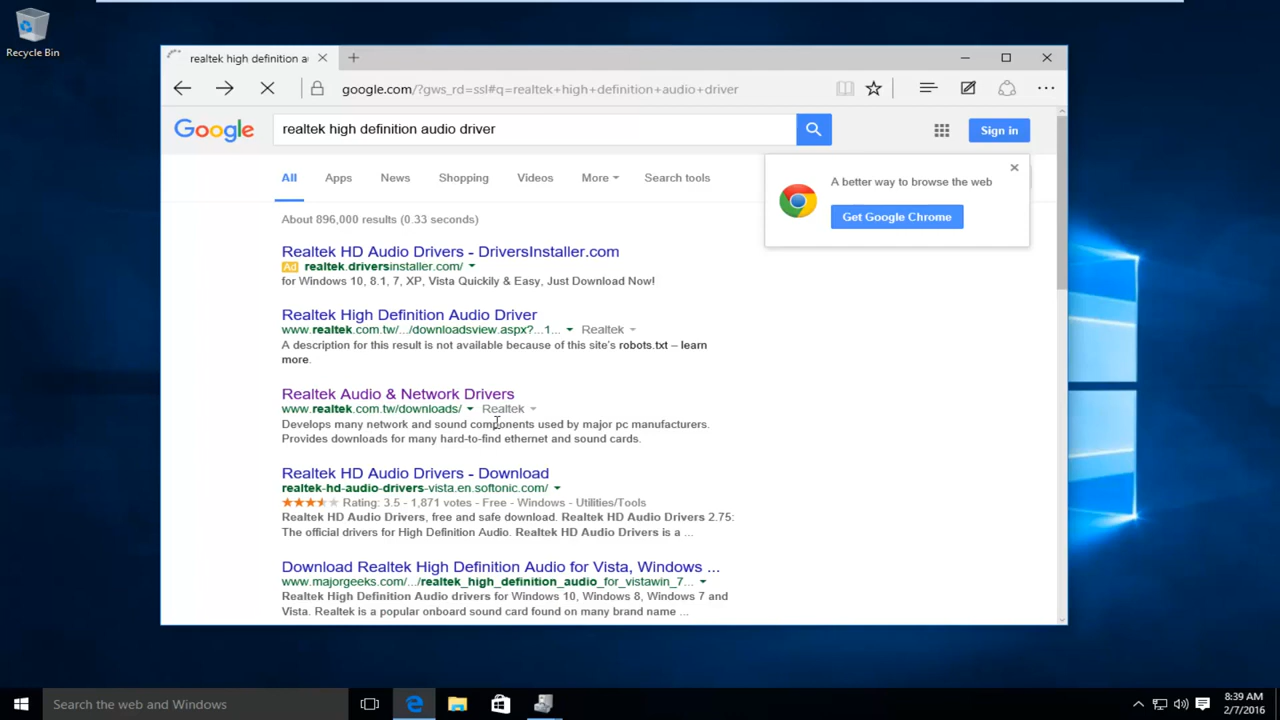 Recycle Bin
realtek high definition a
google.com/?gws_rd=ssl#q=realtek+high+definition+audio+driver
Google
realtek high definition audio driver
Sign in
All
Apps
News
Shopping
Videos
More
Search tools
A better way to browse the web
Get Google Chrome
About 896,000 results (0.33 seconds)
Realtek HD Audio Drivers - DriversInstaller.com
Ad realtek.driversinstaller.com/
for Windows 10, 8.1, 7, XP, Vista Quickily & Easy, Just Download Now!
Realtek High Definition Audio Driver
www.realtek.com.tw/.../downloadsview.aspx?...1... Realtek
A description for this result is not available because of this site's robots.txt – learn
more.
Realtek Audio & Network Drivers
www.realtek.com.tw/downloads/ Realtek
Develops many network and sound components used by major pc manufacturers.
Provides downloads for many hard-to-find ethernet and sound cards.
Realtek HD Audio Drivers - Download
realtek-hd-audio-drivers-vista.en.softonic.com/
Rating: 3.5 - 1,871 votes - Free - Windows - Utilities/Tools
Realtek HD Audio Drivers, free and safe download. Realtek HD Audio Drivers 2.75:
The official drivers for High Definition Audio. Realtek HD Audio Drivers is a ...
Download Realtek High Definition Audio for Vista, Windows ...
www.majorgeeks.com/.../realtek_high_definition_audio_for_vistawin_7...
Realtek High Definition Audio drivers for Windows 10, Windows 8, Windows 7 and
Vista. Realtek is a popular onboard sound card found on many brand name ...
Search the web and Windows
8:39 AM
2/7/2016